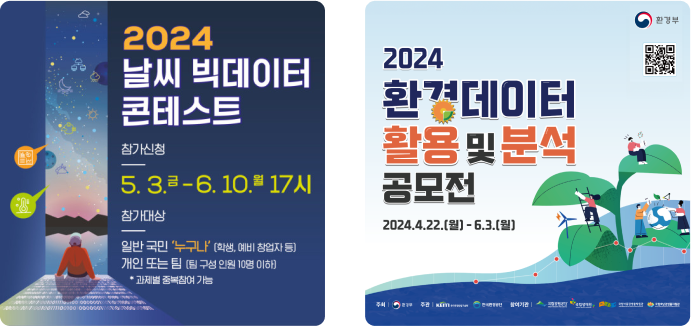 2024
날씨 빅데이터
콘테스트
참가신청
5. 3.금 - 6. 10.월 17시
참가대상
일반 국민 '누구나' (학생, 예비 창업자 등)
개인 또는 팀 (팀 구성 인원 10명 이하)
* 과제별 중복참여 가능
환경부
2024
환경데이터
활용 및 분석
공모전
2024.4.22.(월) - 6.3.(월)
주최 환경부 주관 KEITI 참여기관